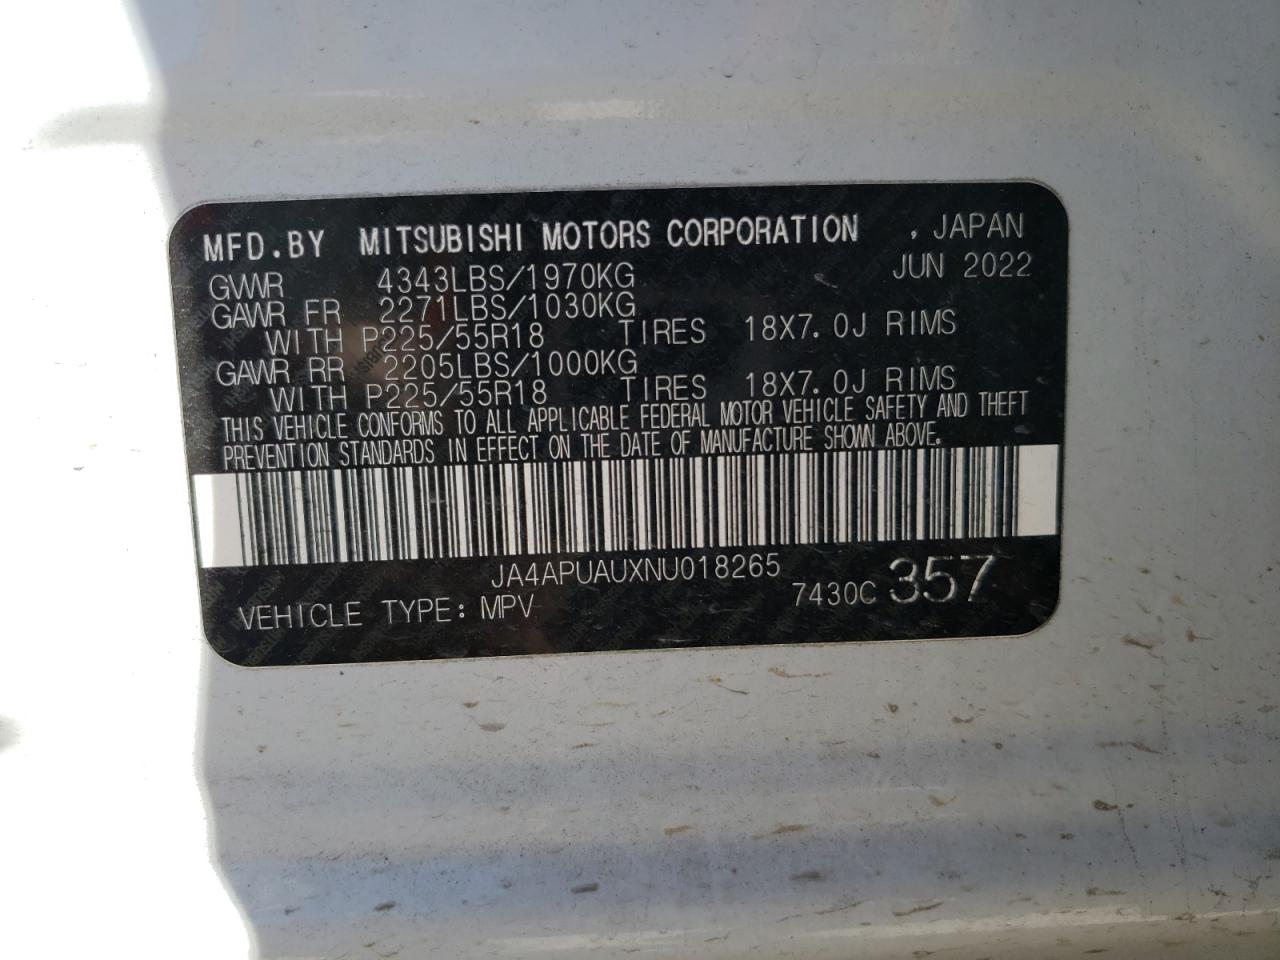 MFD.BY MITSUBISHI MOTORS CORPORATION , JAPAN
GWWR 4343LBS/1970KG JUN 2022
GAWR FR 2271LBS/1030KG
WITH P225/55R18 TIRES 18X7.0J RIMS
GAWR RR 2205LBS/1000KG
WITH P225/55R18 TIRES 18X7.0J RIMS
THIS VEHICLE CONFORMS TO ALL APPLICABLE FEDERAL MOTOR VEHICLE SAFETY AND THEFT
PREVENTION STANDARDS IN EFFECT ON THE DATE OF MANUFACTURE SHOWN ABOVE.
JA4APUAUXNU018265
VEHICLE TYPE: MPV 7430C 357